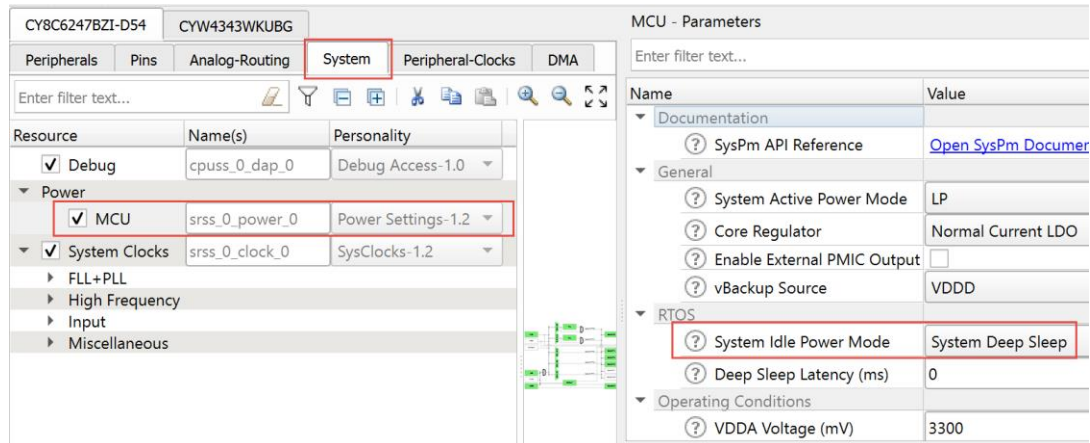 CY8C6247BZI-D54 CYW4343WKUBG
Peripherals Pins Analog-Routing System Peripheral-Clocks DMA
Enter filter text...
Resource Name(s) Personality
Debug cpuss_0_dap_0 Debug Access-1.0
Power
MCU srss_0_power_0 Power Settings-1.2
System Clocks srss_0_clock_0 SysClocks-1.2
FLL+PLL
High Frequency
Input
Miscellaneous
MCU - Parameters
Enter filter text...
Name Value
Documentation
SysPm API Reference Open SysPm Documen
General
System Active Power Mode LP
Core Regulator Normal Current LDO
Enable External PMIC Output
vBackup Source VDDD
RTOS
System Idle Power Mode System Deep Sleep
Deep Sleep Latency (ms) 0
Operating Conditions
VDDA Voltage (mV) 3300